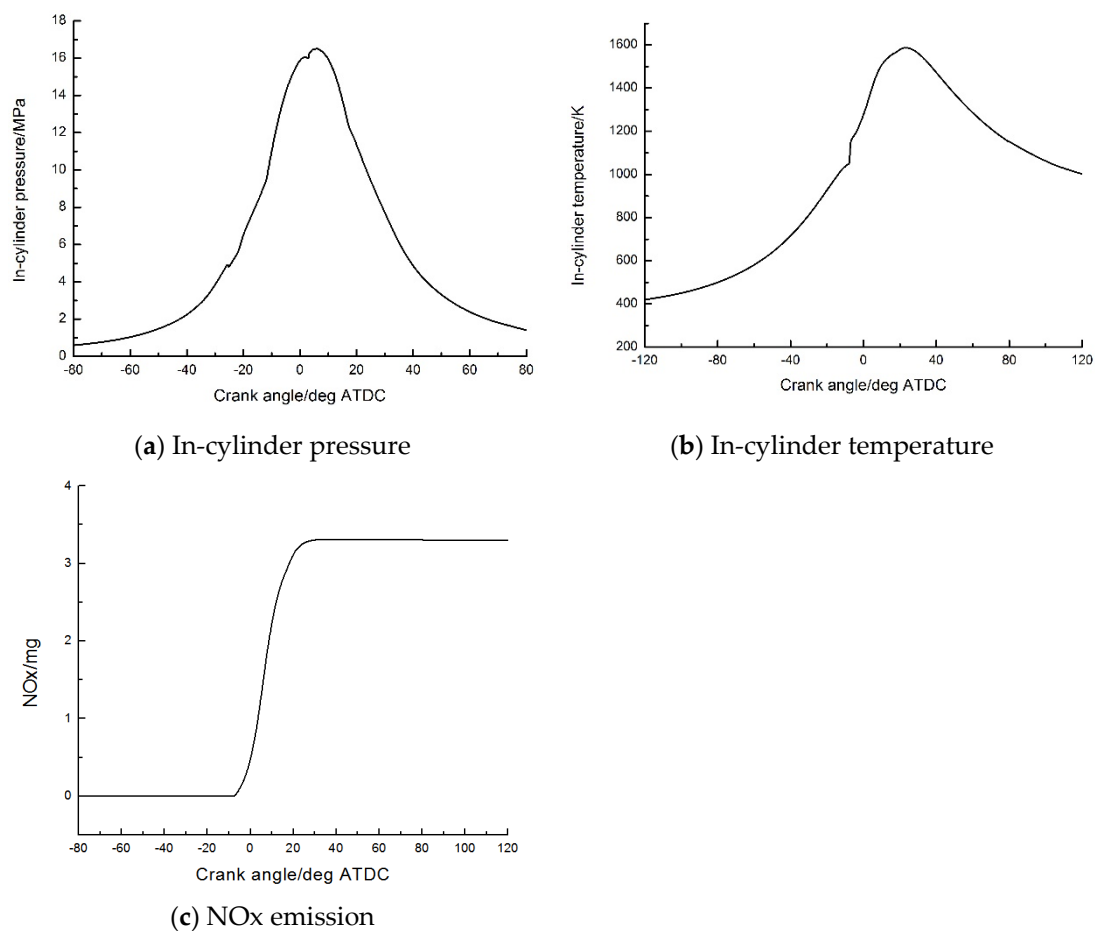 18
16
14
12
10
8
6
4
2
0
In-cylinder pressure/MPa
-80 -60 -40 -20 0 20 40 60 80
Crank angle/deg ATDC
(a) In-cylinder pressure
1600
1400
1200
1000
800
600
400
200
In-cylinder temperature/K
-120 -80 -40 0 40 80 120
Crank angle/deg ATDC
(b) In-cylinder temperature
4
3
2
1
0
NOx/mg
-80 -60 -40 -20 0 20 40 60 80 100 120
Crank angle/deg ATDC
(c) NOx emission